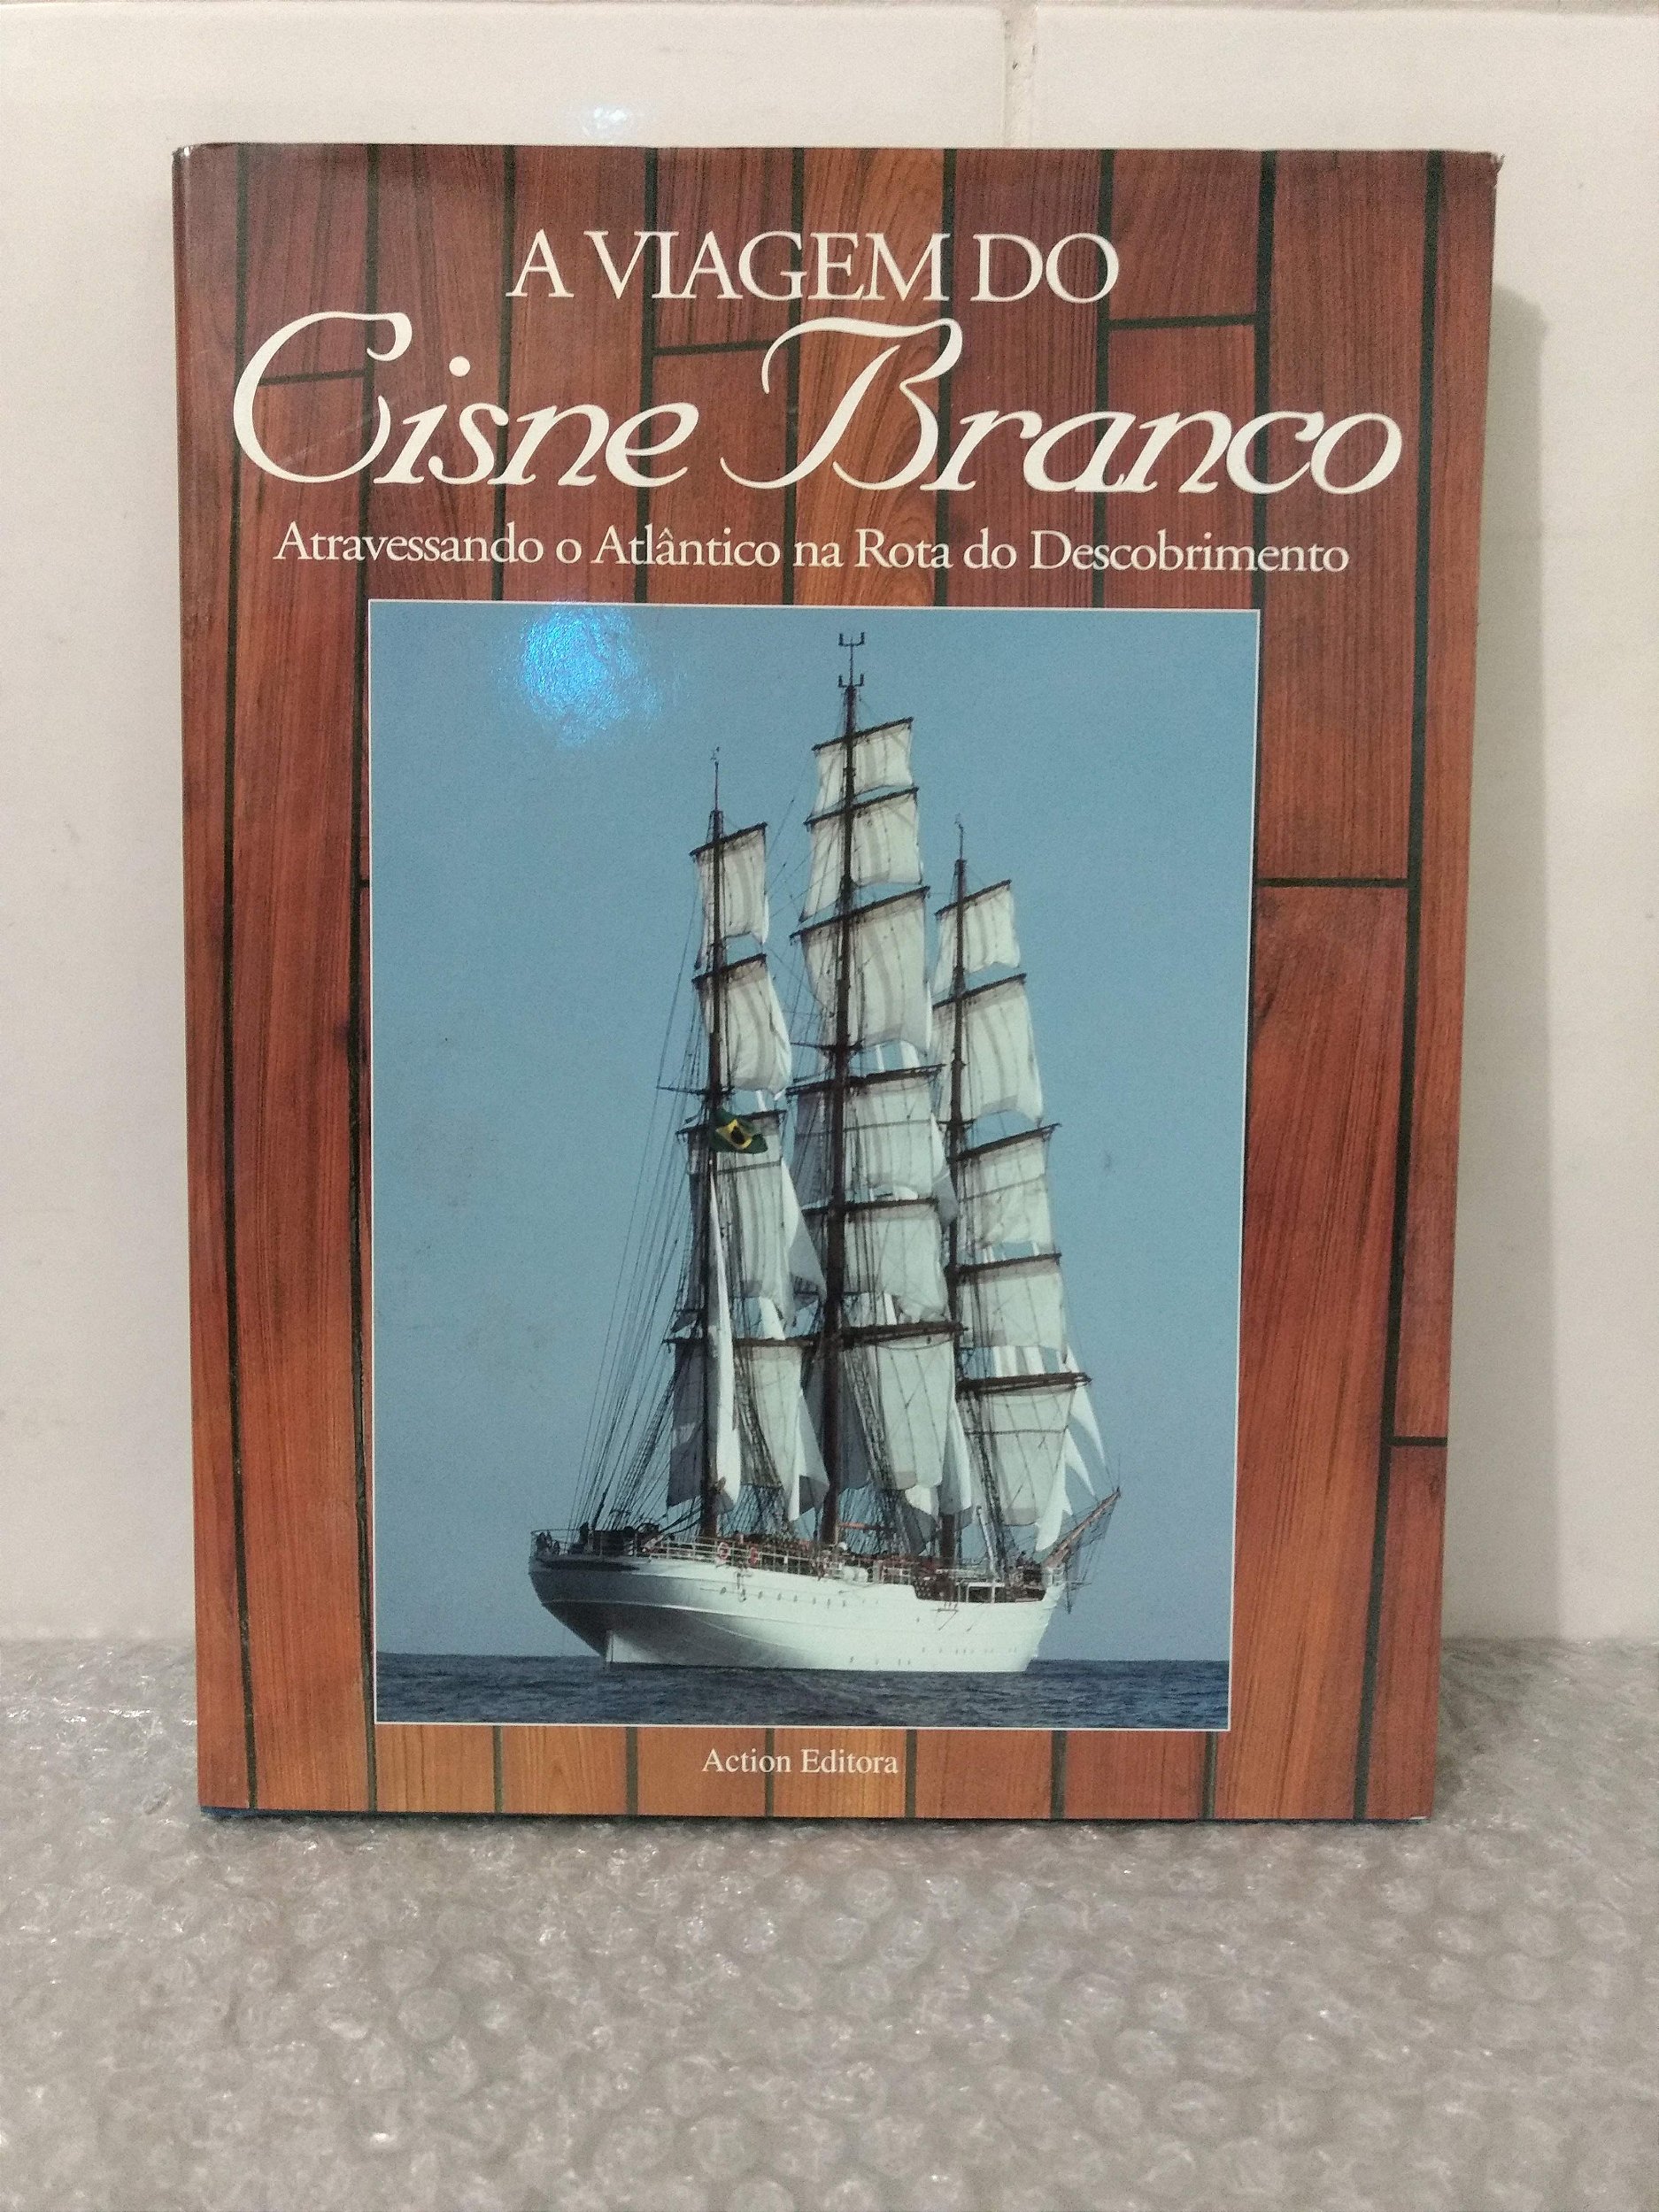 A VIAGEM DO
Cisne Branco
Atravessando o Atlântico na Rota do Descobrimento
Action Editora